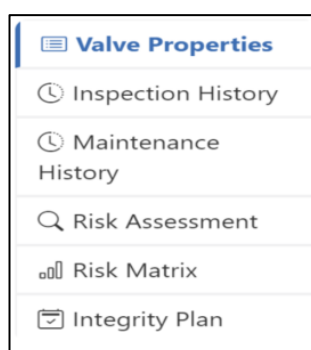 Valve Properties
Inspection History
Maintenance
History
Risk Assessment
Risk Matrix
Integrity Plan